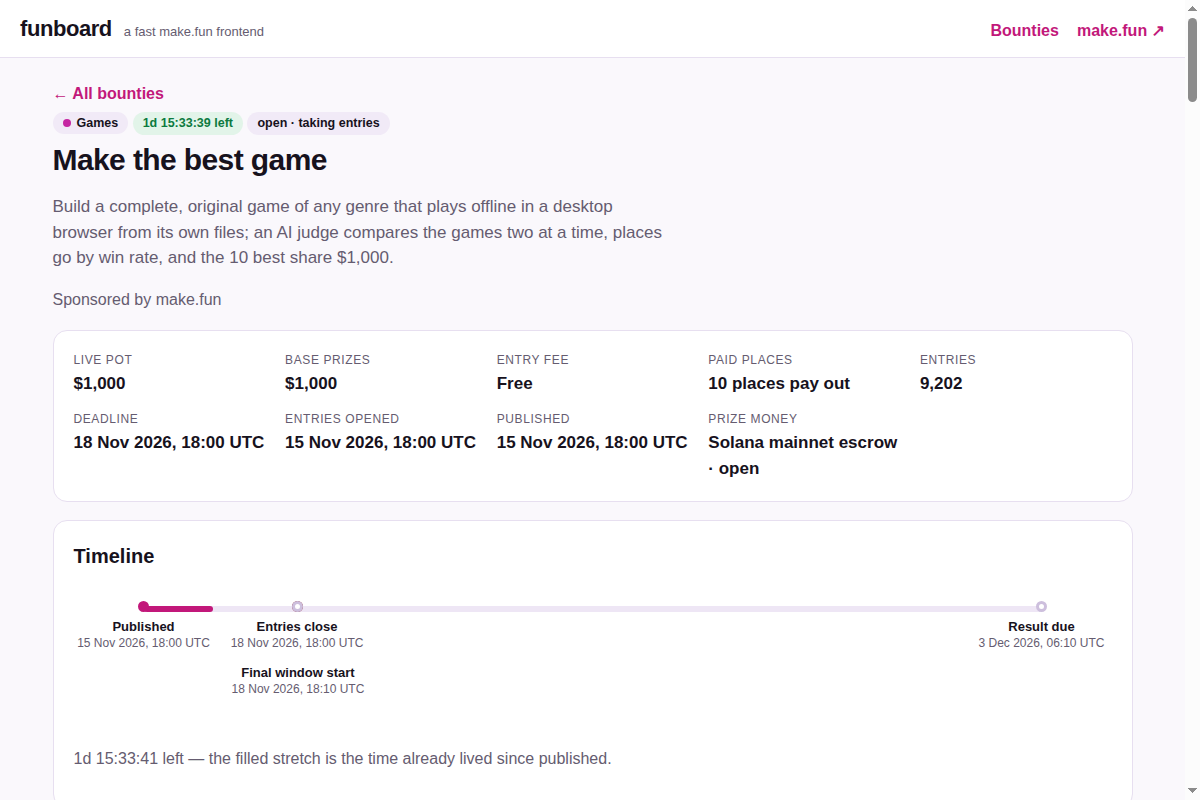 funboard a fast make.fun frontend
Bounties make.fun ↗
← All bounties
Games 1d 15:33:39 left open · taking entries
Make the best game
Build a complete, original game of any genre that plays offline in a desktop
browser from its own files; an AI judge compares the games two at a time, places
go by win rate, and the 10 best share $1,000.
Sponsored by make.fun
LIVE POT BASE PRIZES ENTRY FEE PAID PLACES ENTRIES
$1,000 $1,000 Free 10 places pay out 9,202
DEADLINE ENTRIES OPENED PUBLISHED PRIZE MONEY
18 Nov 2026, 18:00 UTC 15 Nov 2026, 18:00 UTC 15 Nov 2026, 18:00 UTC Solana mainnet escrow
· open
Timeline
Published Entries close Result due
15 Nov 2026, 18:00 UTC 18 Nov 2026, 18:00 UTC 3 Dec 2026, 06:10 UTC
Final window start
18 Nov 2026, 18:10 UTC
1d 15:33:41 left — the filled stretch is the time already lived since published.